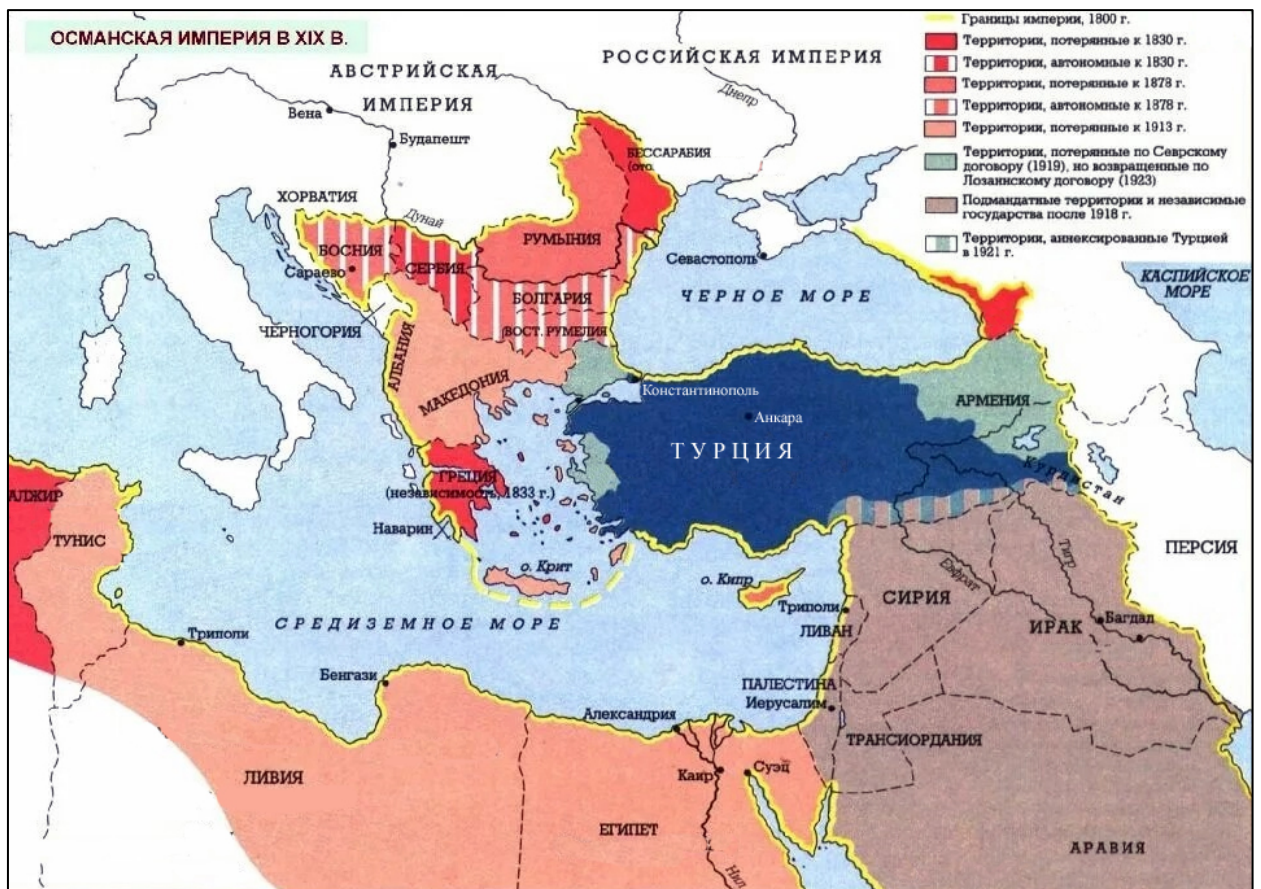 ОСМАНСКАЯ ИМПЕРИЯ В XIX В.
Границы империи, 1800 г.
Территории, потерянные к 1830 г.
Территории, автономные к 1830 г.
Территории, потерянные к 1878 г.
Территории, автономные к 1878 г.
Территории, потерянные к 1913 г.
Территории, потерянные по Севрскому
договору (1919), но возвращенные по
Лозаннскому договору (1923)
Подмандатные территории и независимые
государства после 1918 г.
Территории, аннексированные Турцией
в 1921 г.
РОССИЙСКАЯ ИМПЕРИЯ
АВСТРИЙСКАЯ
ИМПЕРИЯ
Днепр
Вена
Будапешт
БЕССАРАБИЯ
(ото.
ХОРВАТИЯ
Дунай
РУМЫНИЯ
БОСНИЯ
Сараево
СЕРБИЯ
Севастополь
КАСПИЙСКОЕ
МОРЕ
ЧЕРНОЕ МОРЕ
БОЛГАРИЯ
ВОСТ. РУМЕЛИЯ
ЧЕРНОГОРИЯ
АЛБАНИЯ
МАКЕДОНИЯ
Константинополь
Анкара
АРМЕНИЯ
ТУРЦИЯ
Курдистан
ГРЕЦИЯ
(независимость, 1833 г.)
Наварин
АЛЖИР
ТУНИС
ПЕРСИЯ
о. Крит
о. Кипр
Тигр
Евфрат
СИРИЯ
Триполи
ЛИВАН
ИРАК
Багдад
СРЕДИЗЕМНОЕ МОРЕ
Триполи
Бенгази
ПАЛЕСТИНА
Иерусалим
Александрия
ТРАНСИОРДАНИЯ
Каир
Суэц
ЛИВИЯ
ЕГИПЕТ
Нил
АРАВИЯ